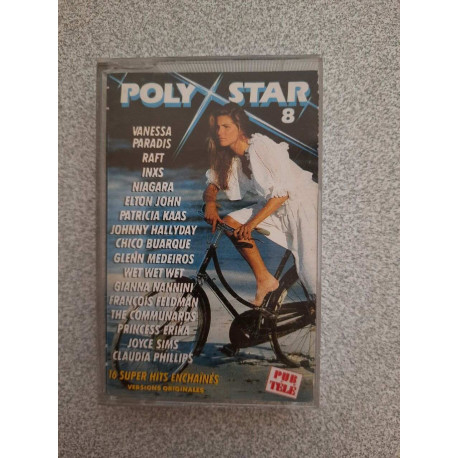 POLY STAR
8
VANESSA
PARADIS
RAFT
INXS
NIAGARA
ELTON JOHN
PATRICIA KAAS
JOHNNY HALLYDAY
CHICO BUARQUE
GLENN MEDEIROS
WET WET WET
GIANNA NANNINI
FRANÇOIS FELDMAN
THE COMMUNARDS
PRINCESS ERIKA
JOYCE SIMS
CLAUDIA PHILLIPS
16 SUPER HITS ENCHAINÉS
VERSIONS ORIGINALES
PUB
TÉLÉ